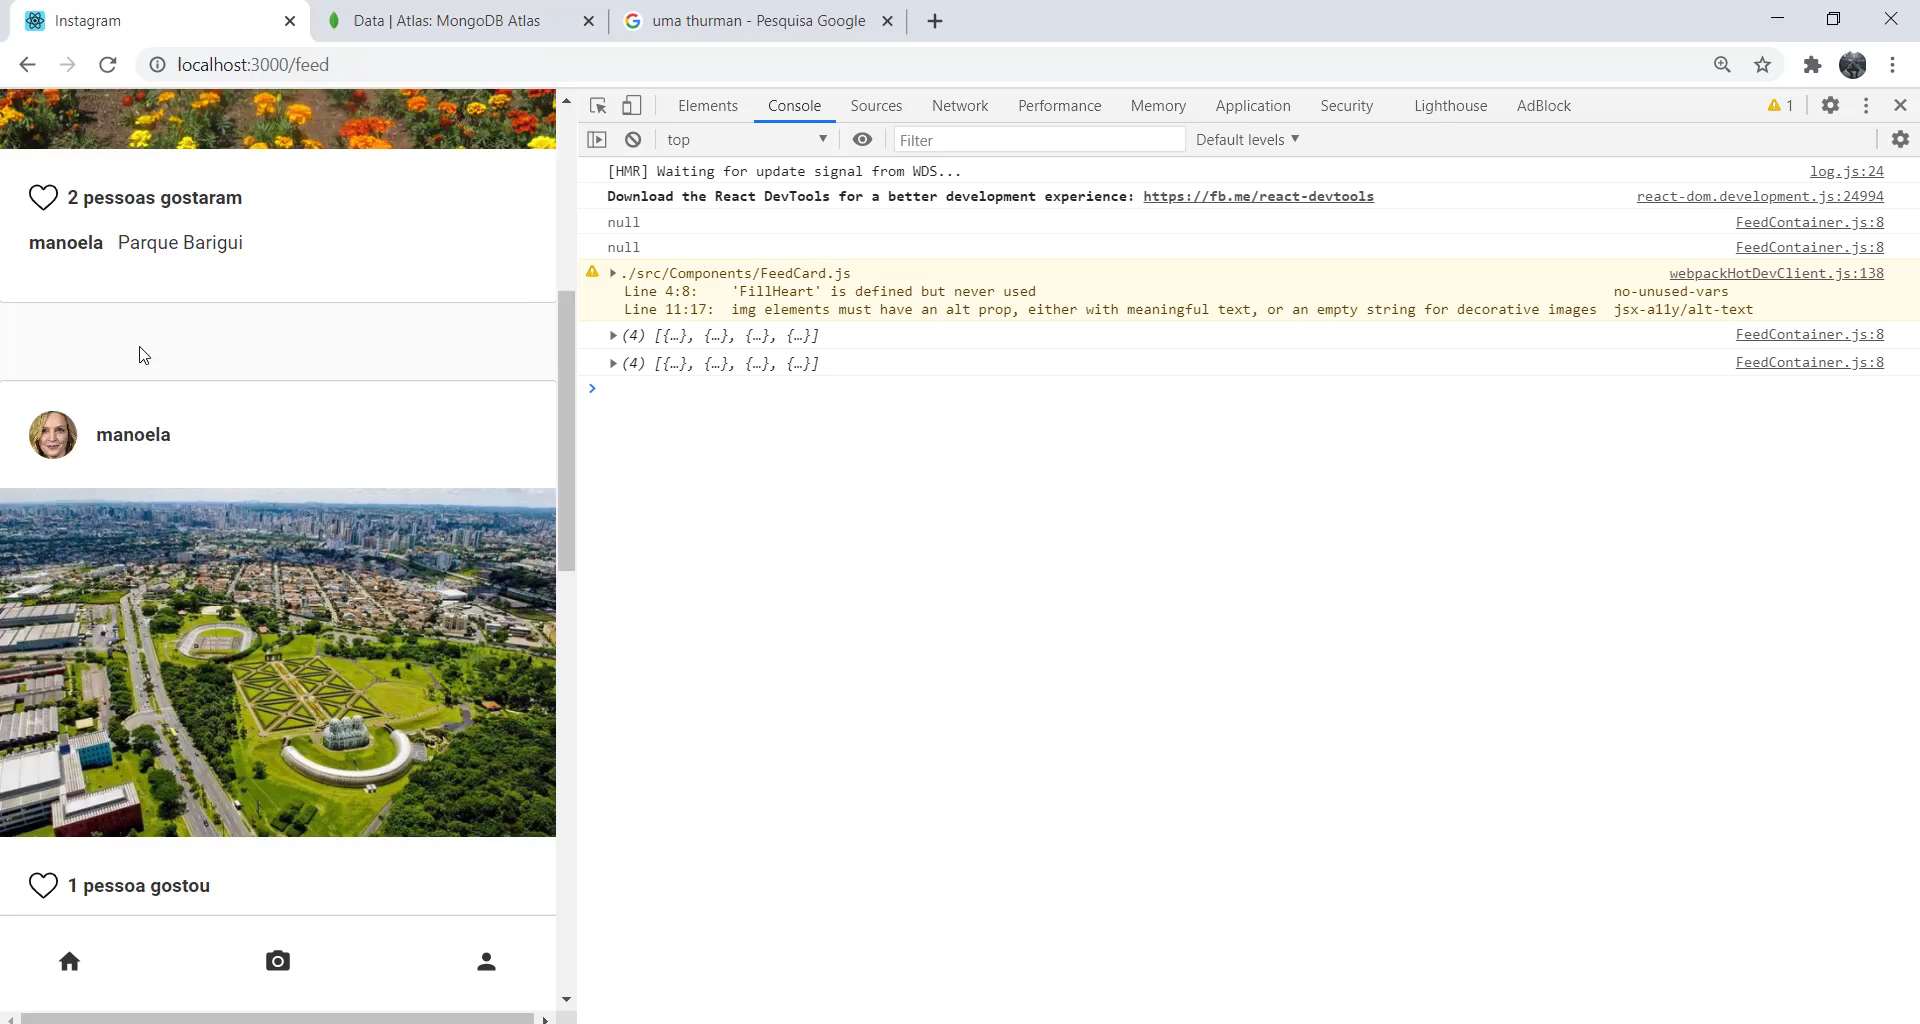 Instagram
Data | Atlas: MongoDB Atlas
uma thurman - Pesquisa Google
localhost:3000/feed
2 pessoas gostaram
manoela Parque Barigui
manoela
1 pessoa gostou
Elements Console Sources Network Performance Memory Application Security Lighthouse AdBlock 1
top Filter Default levels
[HMR] Waiting for update signal from WDS... log.js:24
Download the React DevTools for a better development experience: https://fb.me/react-devtools react-dom.development.js:24994
null FeedContainer.js:8
null FeedContainer.js:8
./src/Components/FeedCard.js webpackHotDevClient.js:138
Line 4:8: 'FillHeart' is defined but never used no-unused-vars
Line 11:17: img elements must have an alt prop, either with meaningful text, or an empty string for decorative images jsx-a11y/alt-text
(4) [{…}, {…}, {…}, {…}] FeedContainer.js:8
(4) [{…}, {…}, {…}, {…}] FeedContainer.js:8